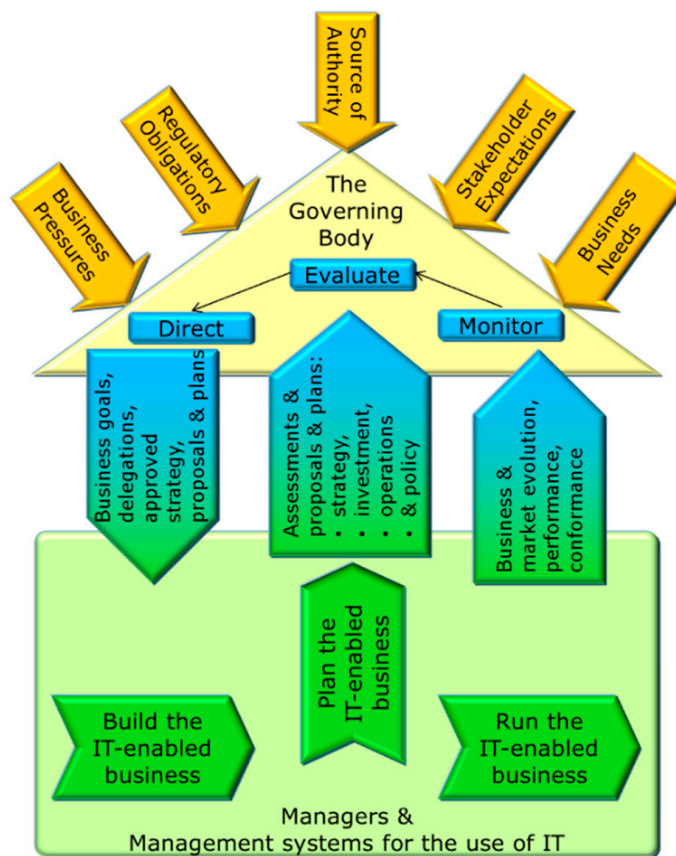 Source of
Authority
Regulatory
Obligations
Stakeholder
Expectations
Business
Pressures
Business
Needs
The
Governing
Body
Evaluate
Direct
Monitor
Business goals,
delegations,
approved
strategy,
proposals & plans
Assessments &
proposals & plans:
• strategy,
• investment,
• operations
• & policy
Business &
market evolution,
performance,
conformance
Plan the
IT-enabled
business
Build the
IT-enabled
business
Run the
IT-enabled
business
Managers &
Management systems for the use of IT